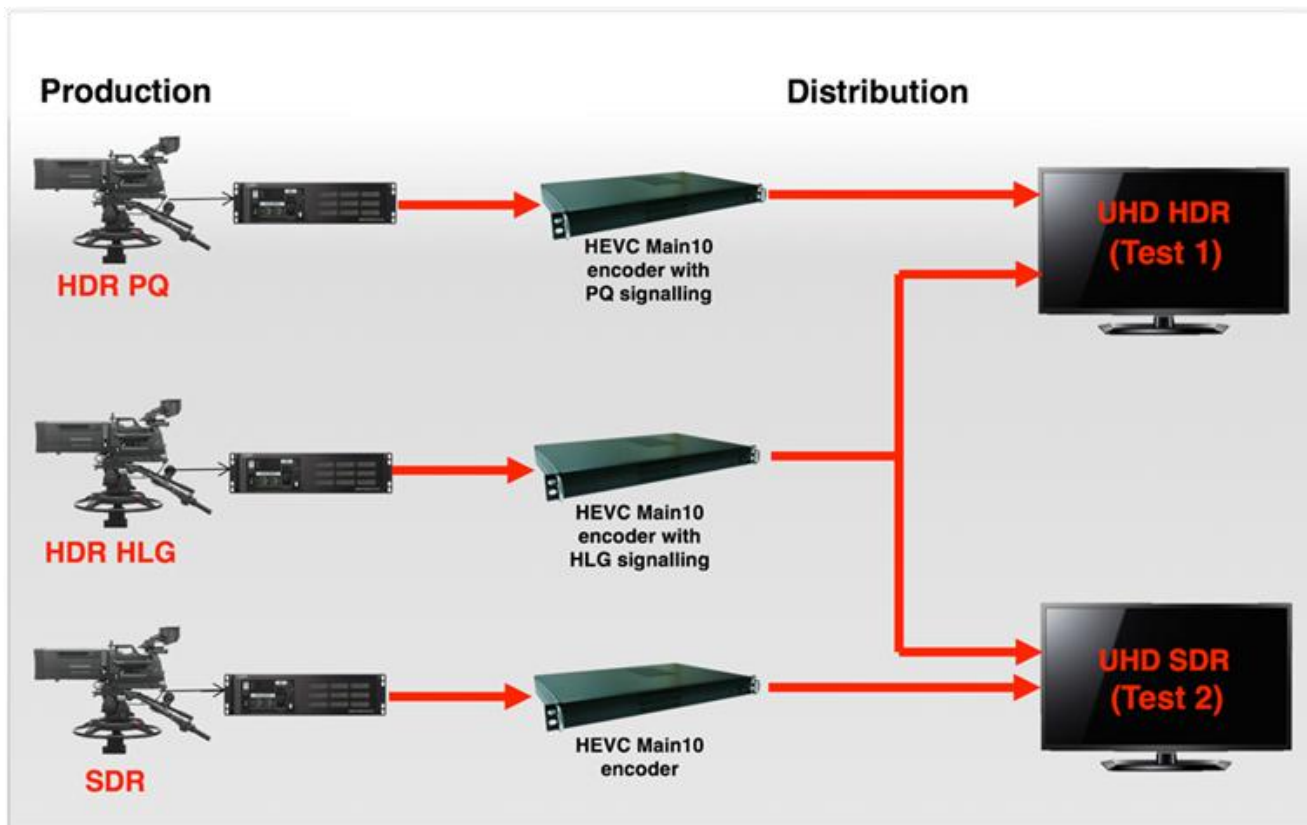 Production
Distribution
HDR PQ
HEVC Main10
encoder with
PQ signalling
UHD HDR
(Test 1)
HDR HLG
HEVC Main10
encoder with
HLG signalling
SDR
HEVC Main10
encoder
UHD SDR
(Test 2)